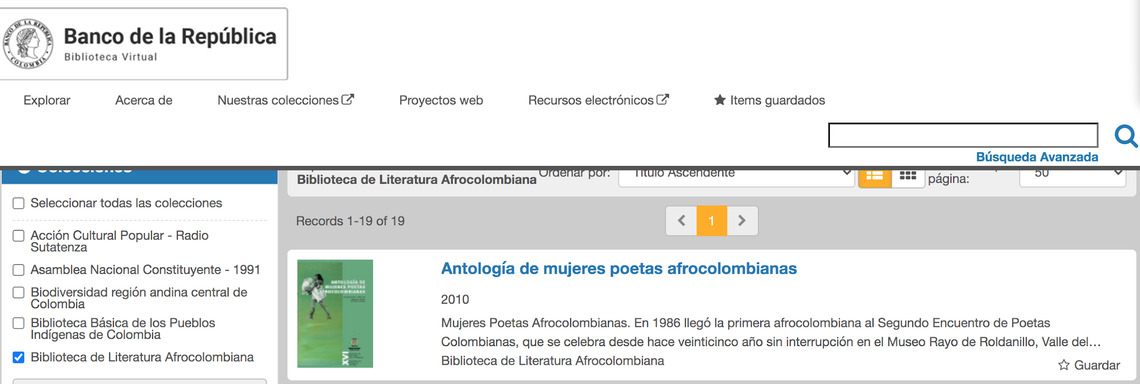 Banco de la República
Biblioteca Virtual
Explorar Acerca de Nuestras colecciones Proyectos web Recursos electrónicos Items guardados
Búsqueda Avanzada
Colecciones
Seleccionar todas las colecciones
Acción Cultural Popular - Radio
Sutatenza
Asamblea Nacional Constituyente - 1991
Biodiversidad región andina central de
Colombia
Biblioteca Básica de los Pueblos
Indígenas de Colombia
Biblioteca de Literatura Afrocolombiana
Biblioteca de Literatura Afrocolombiana Ordenar por: Título Ascendente página: 50
Records 1-19 of 19 1
ANTOLOGÍA DE
MUJERES POETAS
AFROCOLOMBIANAS
XVI
Antología de mujeres poetas afrocolombianas
2010
Mujeres Poetas Afrocolombianas. En 1986 llegó la primera afrocolombiana al Segundo Encuentro de Poetas
Colombianas, que se celebra desde hace veinticinco año sin interrupción en el Museo Rayo de Roldanillo, Valle del...
Biblioteca de Literatura Afrocolombiana
Guardar